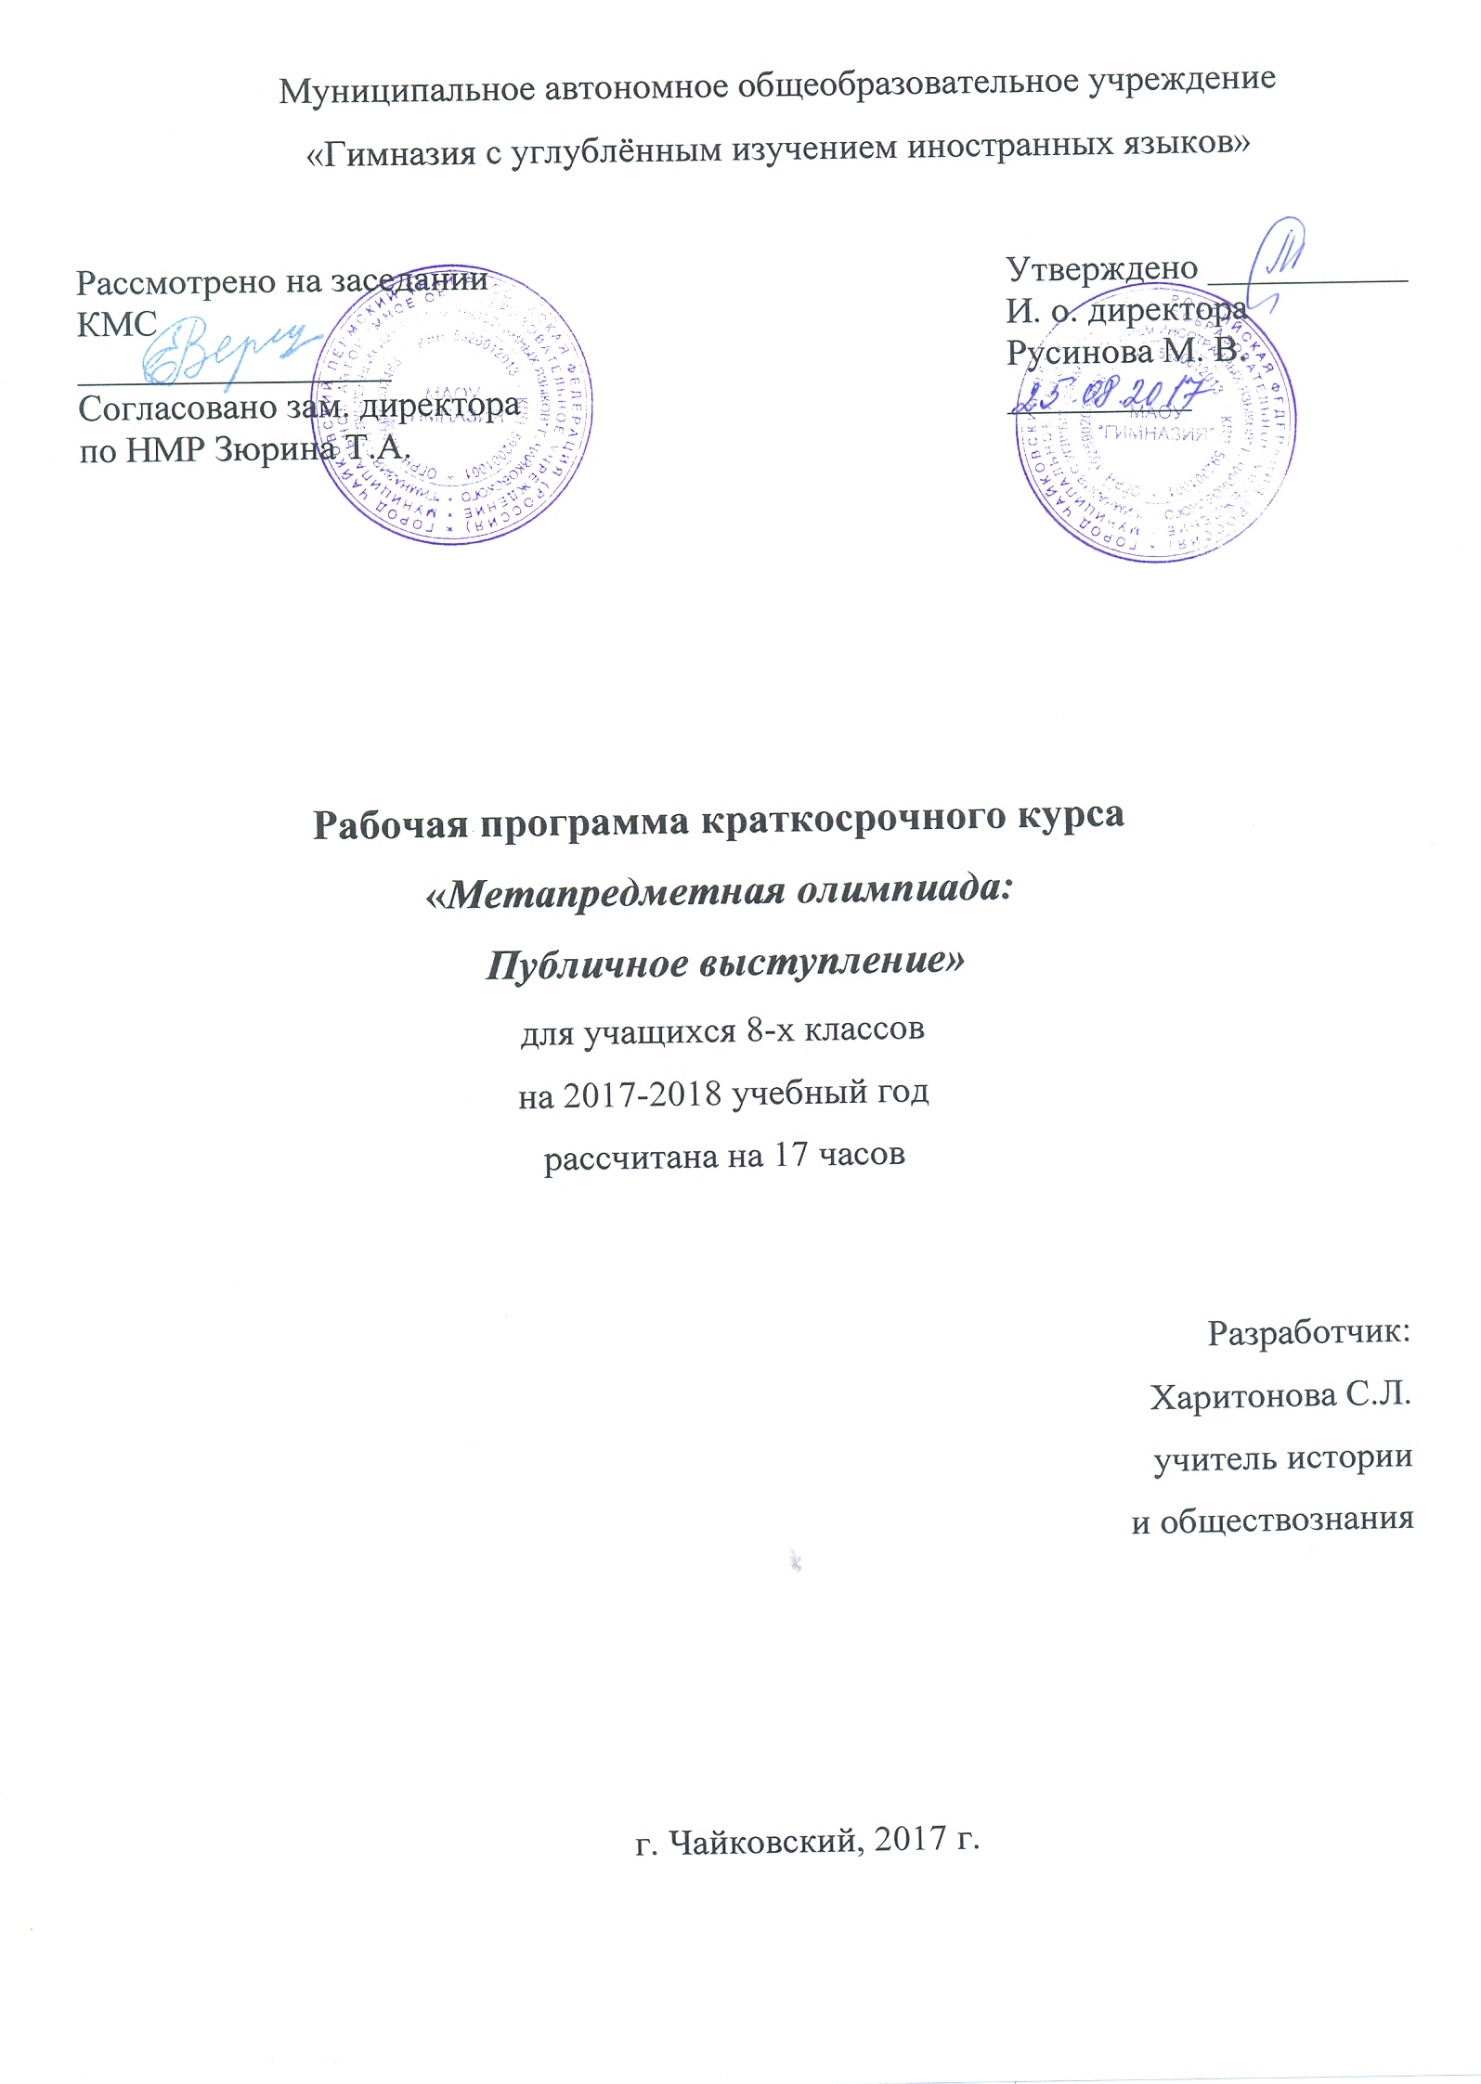 Муниципальное автономное общеобразовательное учреждение
«Гимназия с углублённым изучением иностранных языков»
Рассмотрено на заседании
КМС
Согласовано зам. директора
по НМР Зюрина Т.А.
Утверждено
И. о. директора
Русинова М. В.
25.08.2017
МАОУ
"ГИМНАЗИЯ"
Рабочая программа краткосрочного курса
«Метапредметная олимпиада:
Публичное выступление»
для учащихся 8-х классов
на 2017-2018 учебный год
рассчитана на 17 часов
Разработчик:
Харитонова С.Л.
учитель истории
и обществознания
г. Чайковский, 2017 г.